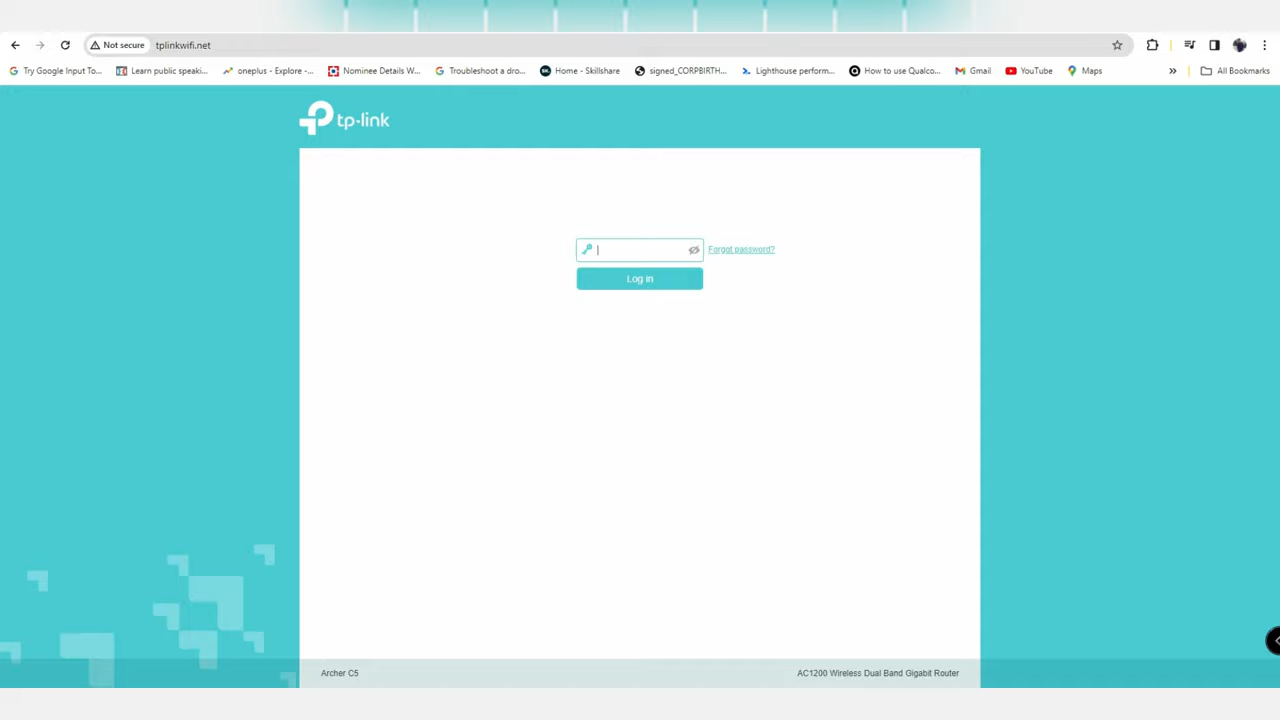 Not secure tplinkwifi.net
Try Google Input To... Learn public speaki... oneplus - Explore -... Nominee Details W... Troubleshoot a dro... Home - Skillshare signed_CORPBIRTH... Lighthouse perform... How to use Qualco... Gmail YouTube Maps » All Bookmarks
tp-link
Forgot password?
Log in
Archer C5 AC1200 Wireless Dual Band Gigabit Router